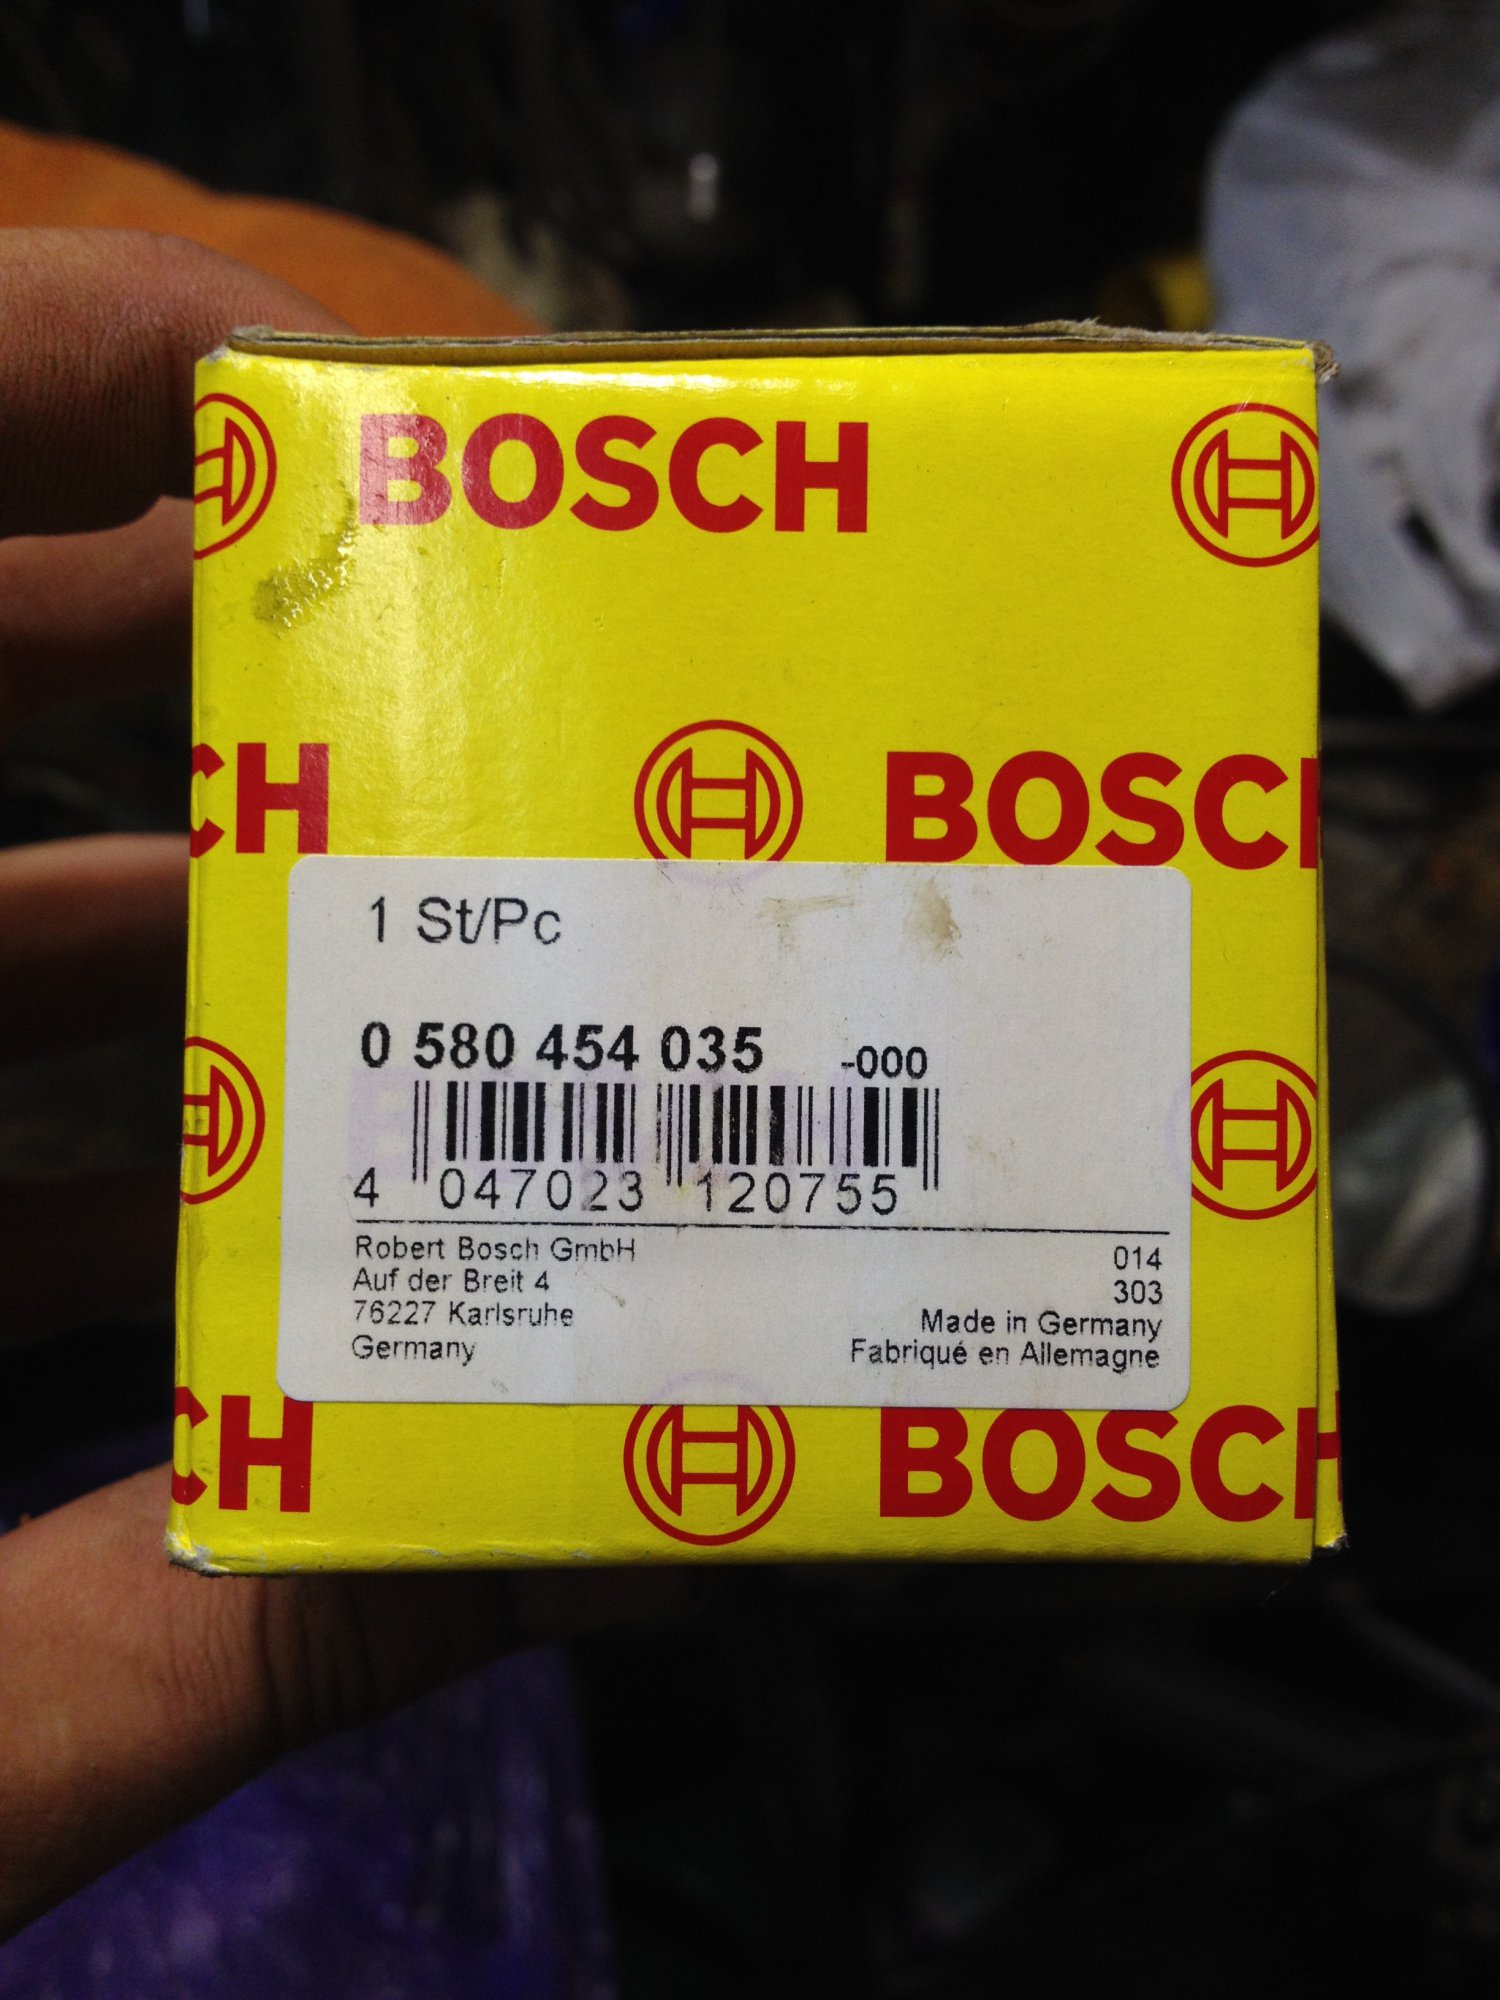 BOSCH
CH BOSCH
1 St/Pc
0 580 454 035 -000
4 047023 120755
Robert Bosch GmbH
Auf der Breit 4
76227 Karlsruhe
Germany
014
303
Made in Germany
Fabriqué en Allemagne
CH BOSCH